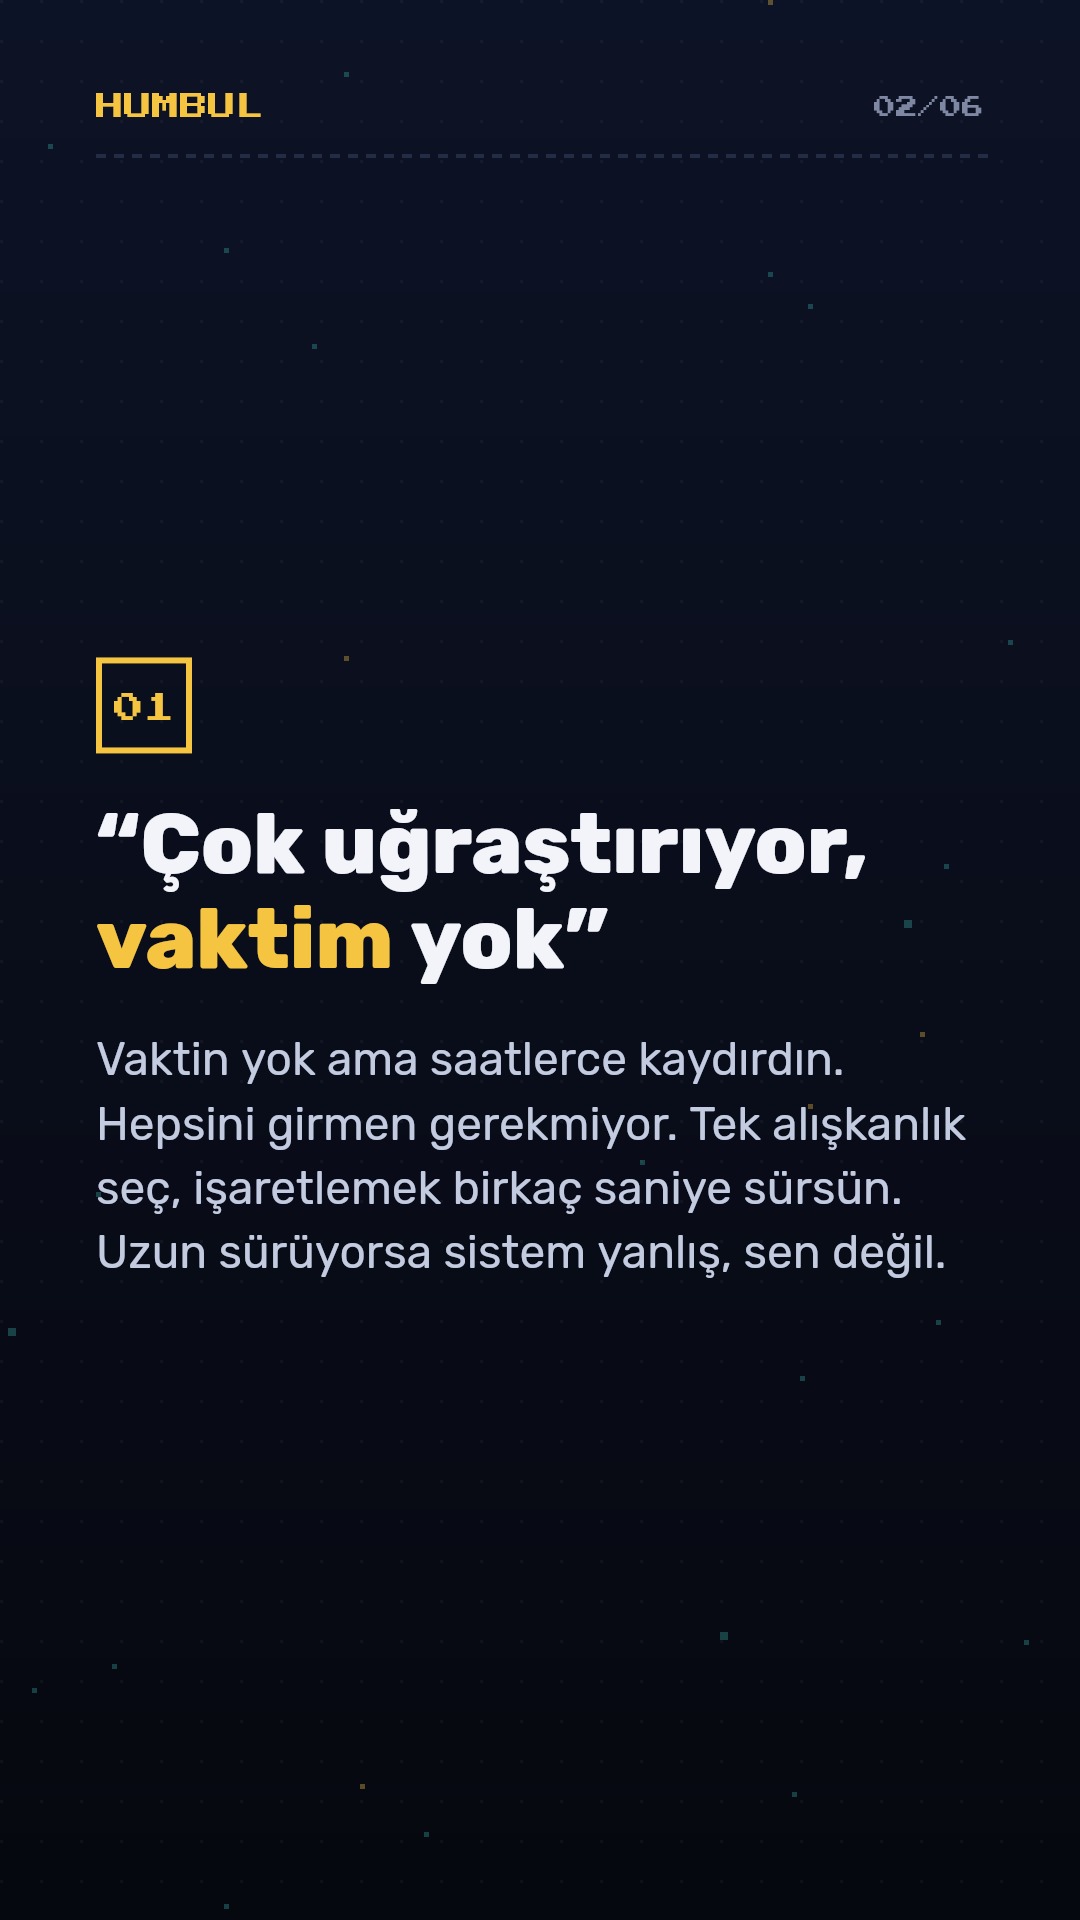 HUMBUL
02/06
01
“Çok uğraştırıyor,
vaktim yok”
Vaktin yok ama saatlerce kaydırdın.
Hepsini girmen gerekmiyor. Tek alışkanlık
seç, işaretlemek birkaç saniye sürsün.
Uzun sürüyorsa sistem yanlış, sen değil.